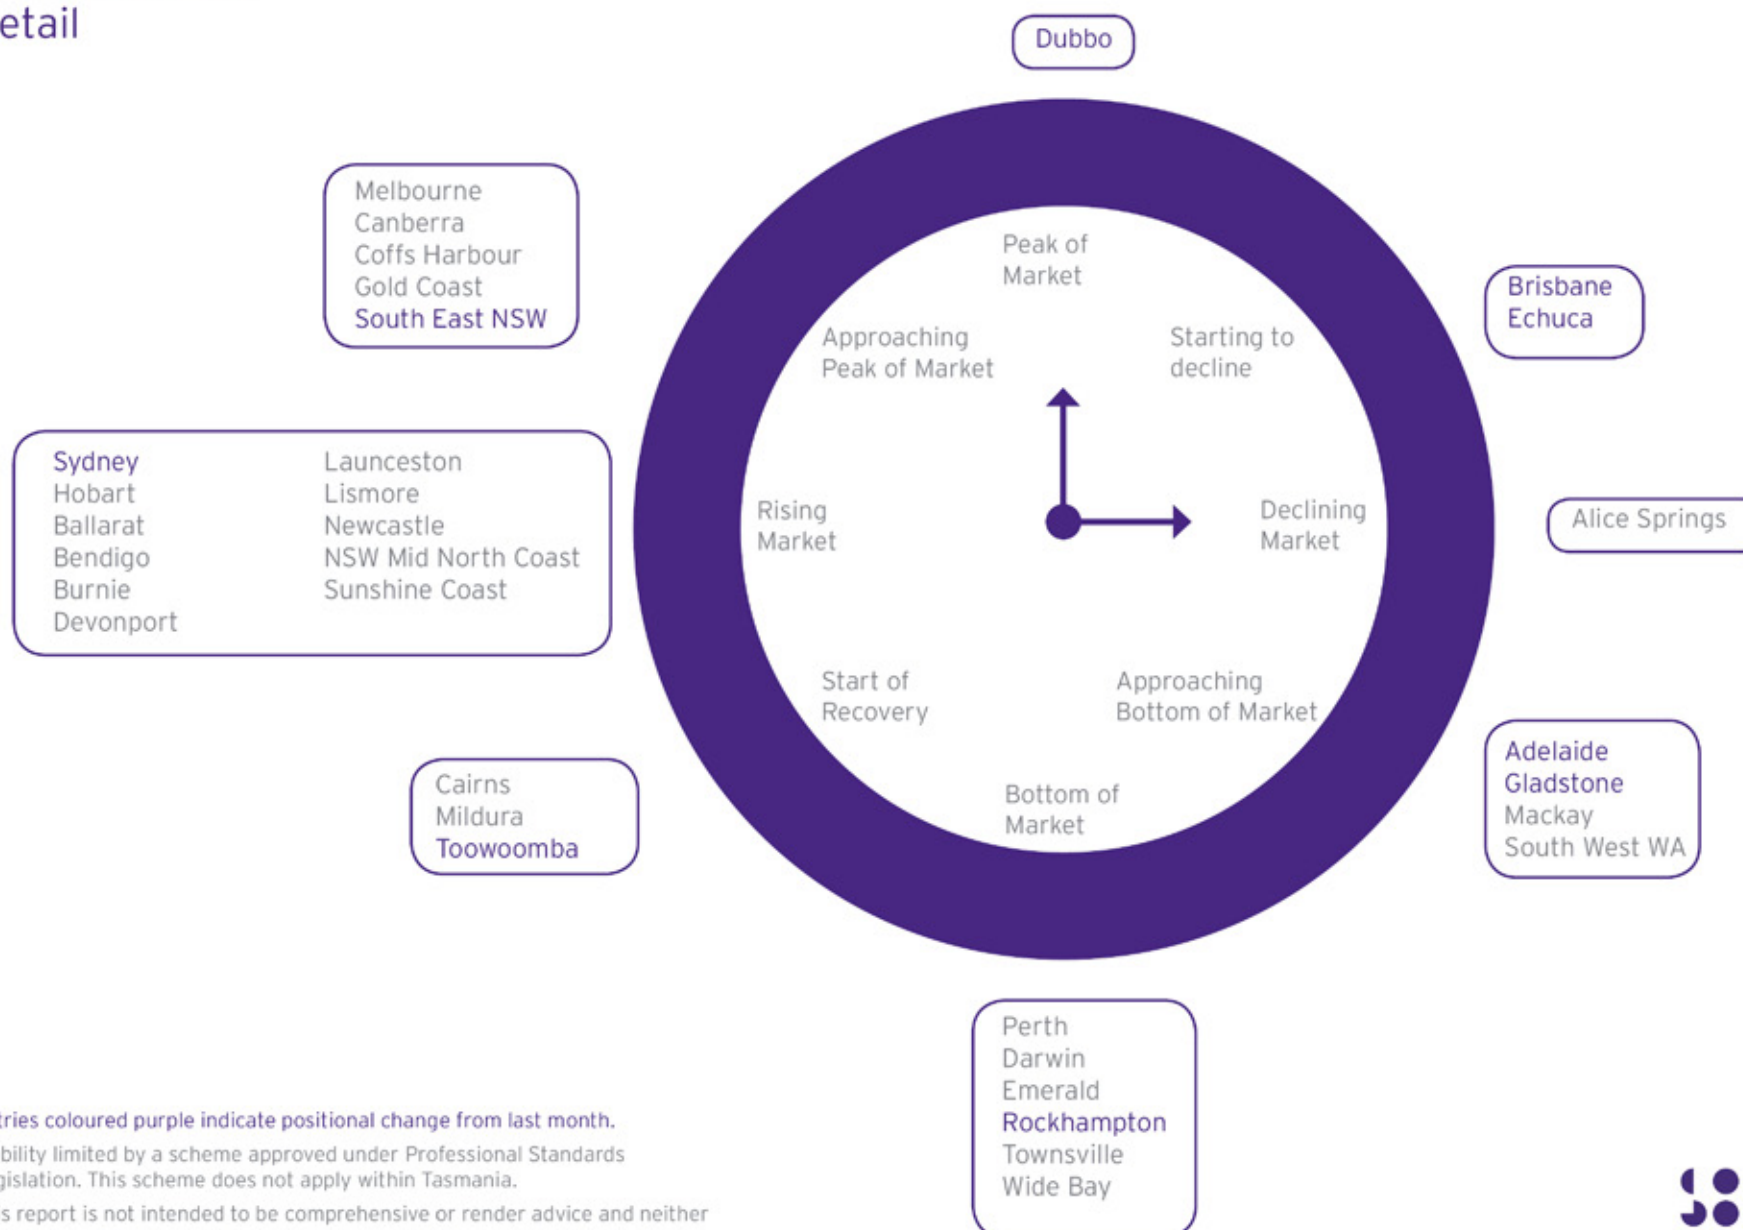 etail
Dubbo
Melbourne
Canberra
Coffs Harbour
Gold Coast
South East NSW
Peak of
Market
Approaching
Peak of Market
Starting to
decline
Brisbane
Echuca
Sydney
Hobart
Ballarat
Bendigo
Burnie
Devonport
Launceston
Lismore
Newcastle
NSW Mid North Coast
Sunshine Coast
Rising
Market
Declining
Market
Alice Springs
Start of
Recovery
Approaching
Bottom of Market
Cairns
Mildura
Toowoomba
Bottom of
Market
Adelaide
Gladstone
Mackay
South West WA
Perth
Darwin
Emerald
Rockhampton
Townsville
Wide Bay
tries coloured purple indicate positional change from last month.
bility limited by a scheme approved under Professional Standards
gislation. This scheme does not apply within Tasmania.
s report is not intended to be comprehensive or render advice and neither